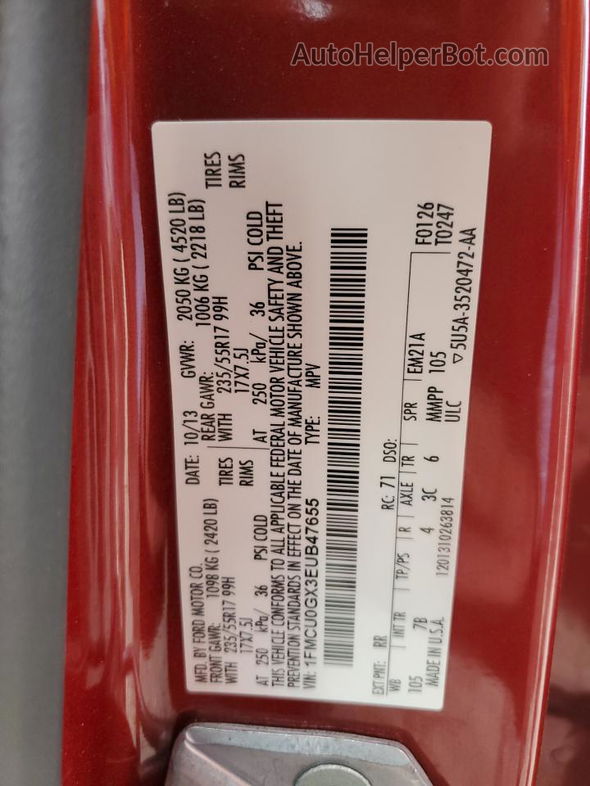 AutoHelperBot.com
MFD. BY FORD MOTOR CO.
DATE: 10/13 GVWR: 2050 KG ( 4520 LB)
FRONT GAWR: 1098 KG ( 2420 LB) REAR GAWR: 1006 KG ( 2218 LB)
WITH 235/55R17 99H TIRES WITH 235/55R17 99H TIRES
17X7.5J RIMS 17X7.5J RIMS
AT 250 kPa/ 36 PSI COLD AT 250 kPa/ 36 PSI COLD
THIS VEHICLE CONFORMS TO ALL APPLICABLE FEDERAL MOTOR VEHICLE SAFETY AND THEFT
PREVENTION STANDARDS IN EFFECT ON THE DATE OF MANUFACTURE SHOWN ABOVE.
VIN: 1FMCU0GX3EUB47655 TYPE: MPV
EXT PNT: RR RC: 71 DSO: F0126
WB INT TR TP/PS R AXLE TR SPR EM21A T0247
105 7B 4 3C 6 MMPP 105
MADE IN U.S.A. 1201310263814 ULC ▽5U5A-3520472-AA